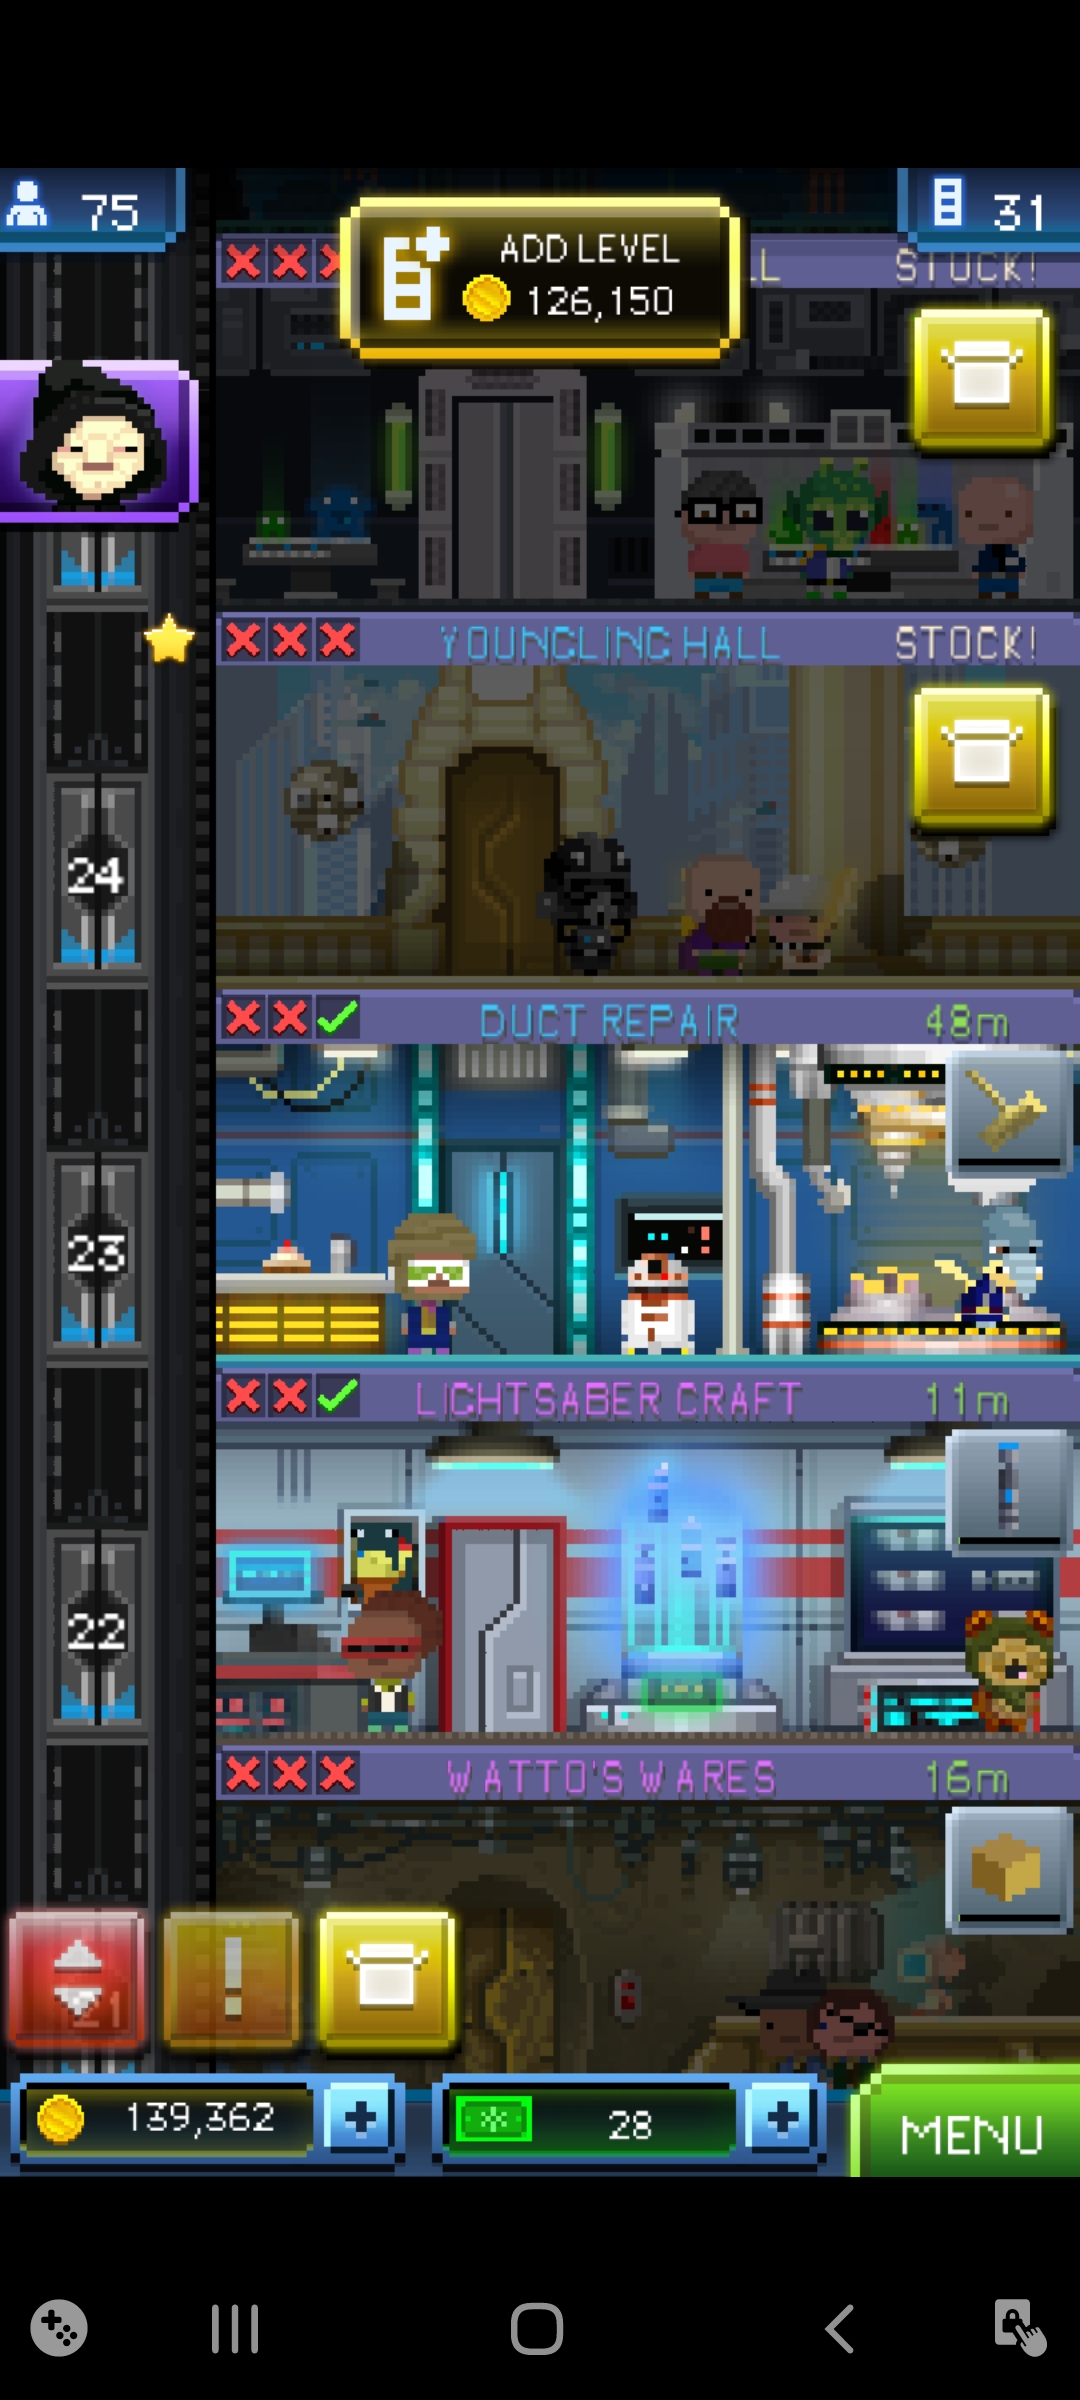 75
31
ADD LEVEL
126,150
LL
STOCK!
YOUNGLING HALL
STOCK!
24
DUCT REPAIR
48m
23
LIGHTSABER CRAFT
11m
22
WATTO'S WARES
16m
21
139,362
28
MENU